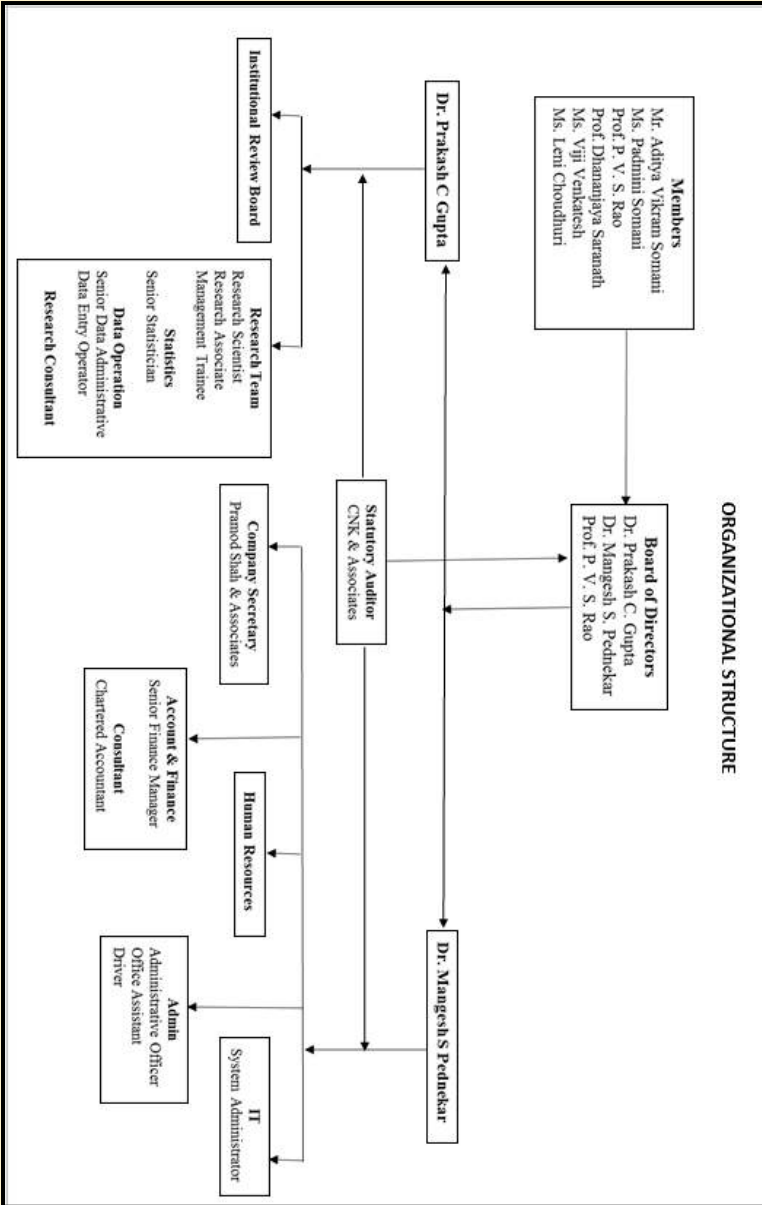 ORGANIZATIONAL STRUCTURE
Members
Mr. Aditya Vikram Somani
Ms. Padmini Somani
Prof. P. V. S. Rao
Prof. Dhananjaya Saranath
Ms. Viji Venkatesh
Ms. Leni Choudhuri
Board of Directors
Dr. Prakash C. Gupta
Dr. Mangesh S. Pednekar
Prof. P. V. S. Rao
Dr. Prakash C Gupta
Dr. Mangesh S Pednekar
Statutory Auditor
CNK & Associates
Institutional Review Board
Research Team
Research Scientist
Research Associate
Management Trainee
Statistics
Senior Statistician
Data Operation
Senior Data Administrative
Data Entry Operator
Research Consultant
Company Secretary
Pramod Shah & Associates
Account & Finance
Senior Finance Manager
Consultant
Chartered Accountant
Human Resources
Admin
Administrative Officer
Office Assistant
Driver
IT
System Administrator